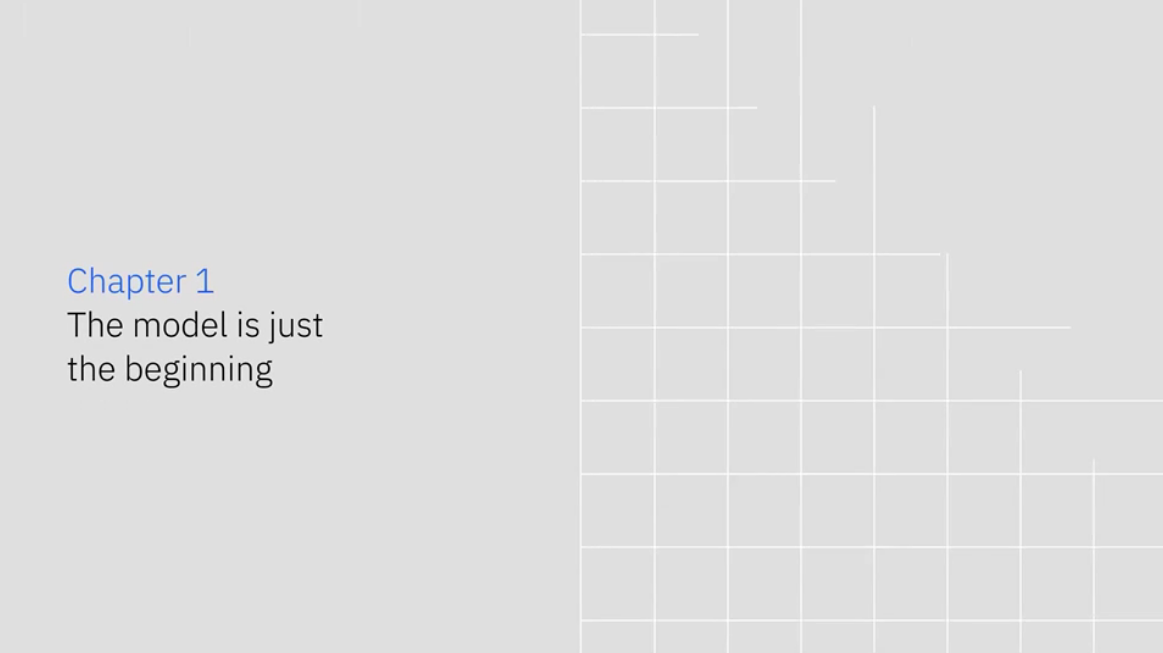 Chapter 1
The model is just
the beginning